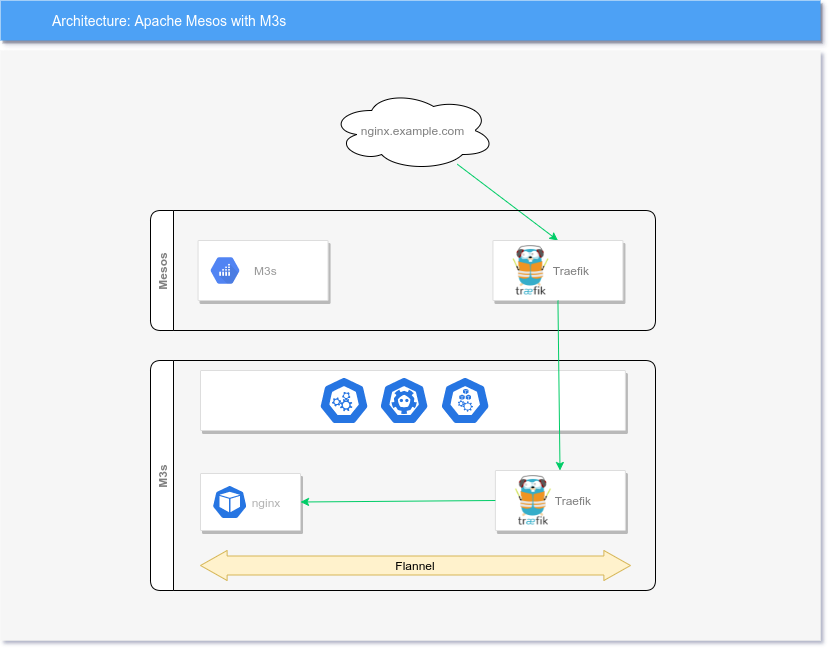 Architecture: Apache Mesos with M3s
nginx.example.com
Mesos
M3s
Traefik
træfik
M3s
nginx
Traefik
træfik
Flannel